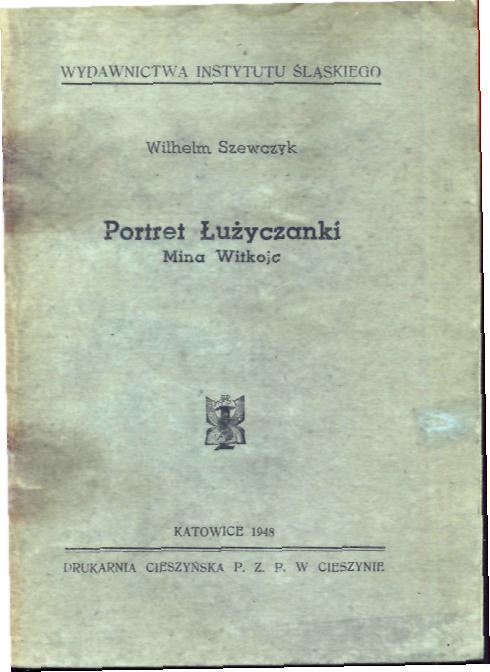 WYDAWNICTWA INSTYTUTU ŚLĄSKIEGO
Wilhelm Szewczyk
Portret Łużyczanki
Mina Witkojc
KATOWICE 1948
DRUKARNIA CIESZYŃSKA P. Z. P. W CIESZYNIE